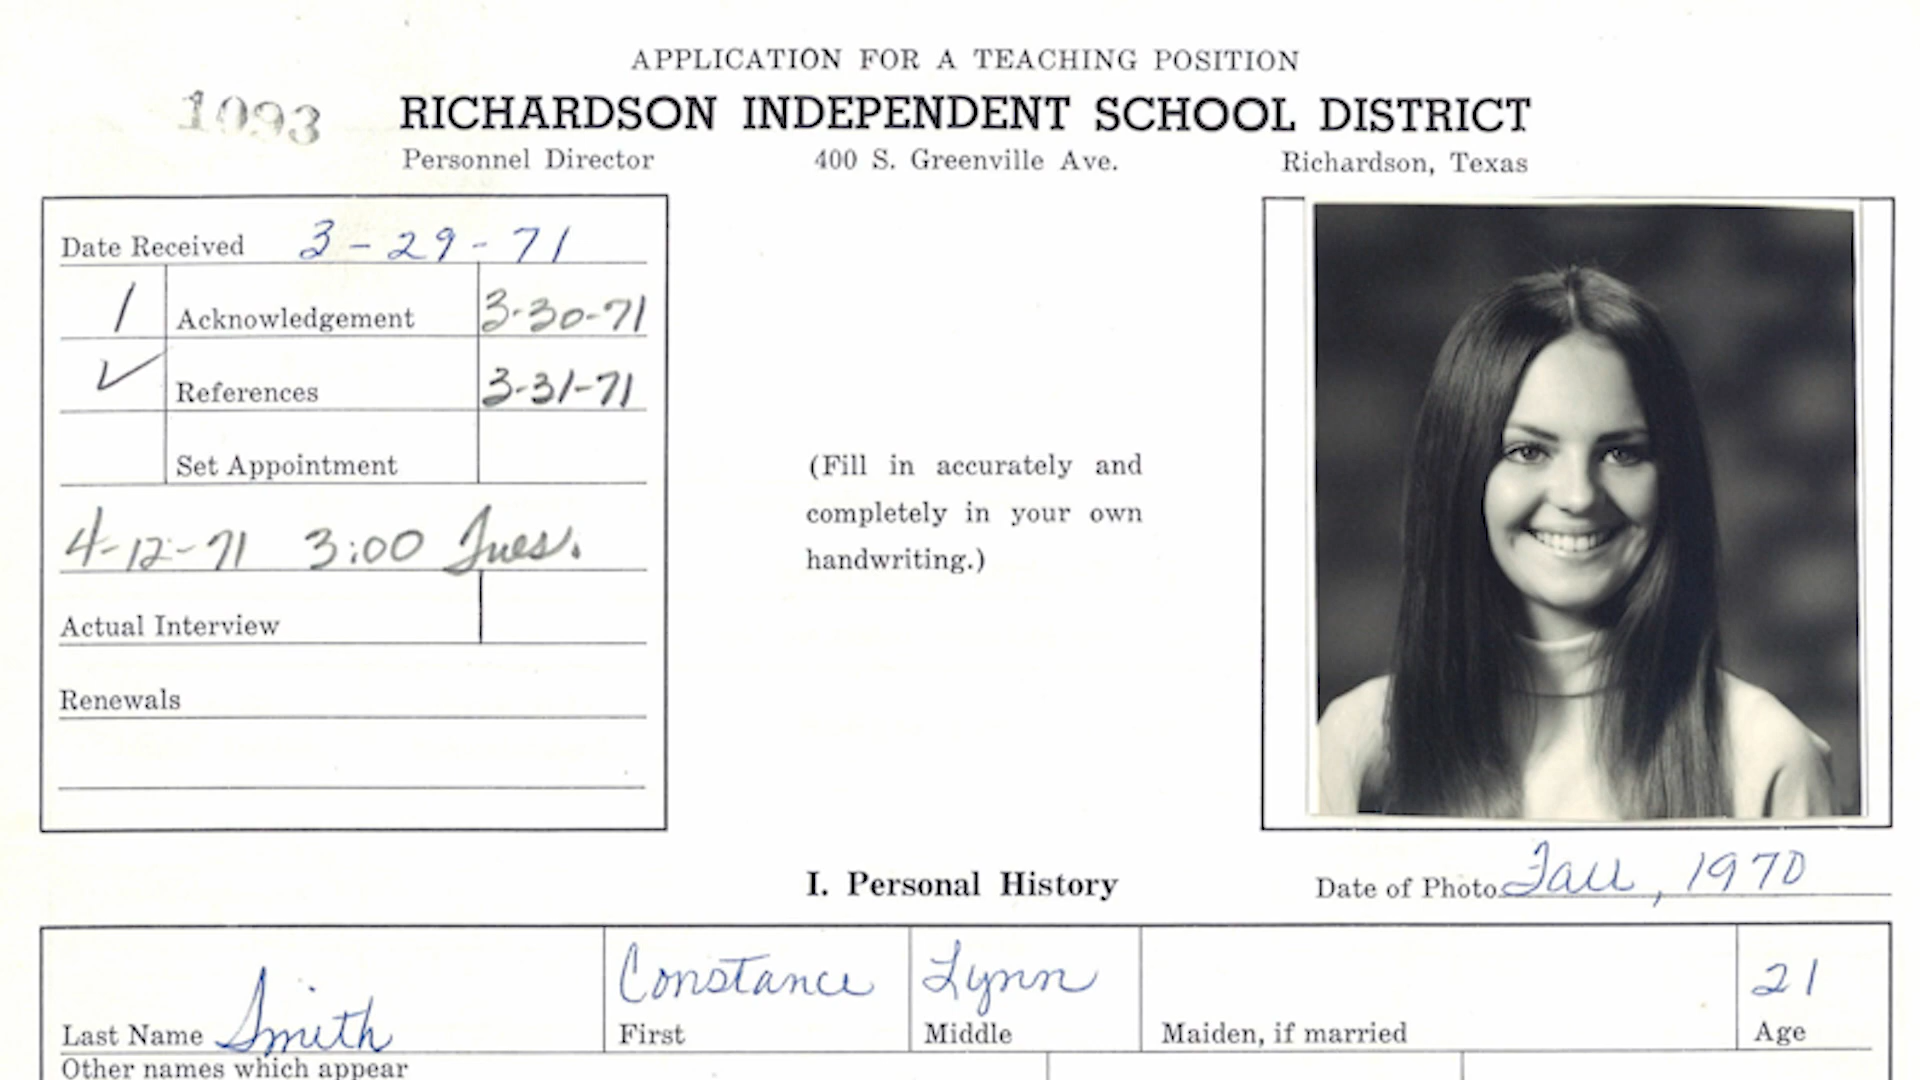 APPLICATION FOR A TEACHING POSITION
1093
RICHARDSON INDEPENDENT SCHOOL DISTRICT
Personnel Director 400 S. Greenville Ave. Richardson, Texas
Date Received 3-29-71
/ Acknowledgement 3-30-71
✓ References 3-31-71
Set Appointment
4-12-71 3:00 Tues.
Actual Interview
Renewals
(Fill in accurately and
completely in your own
handwriting.)
I. Personal History
Date of Photo Fall, 1970
Last Name Smith
Constance
First
Lynn
Middle
Maiden, if married
21
Age
Other names which appear